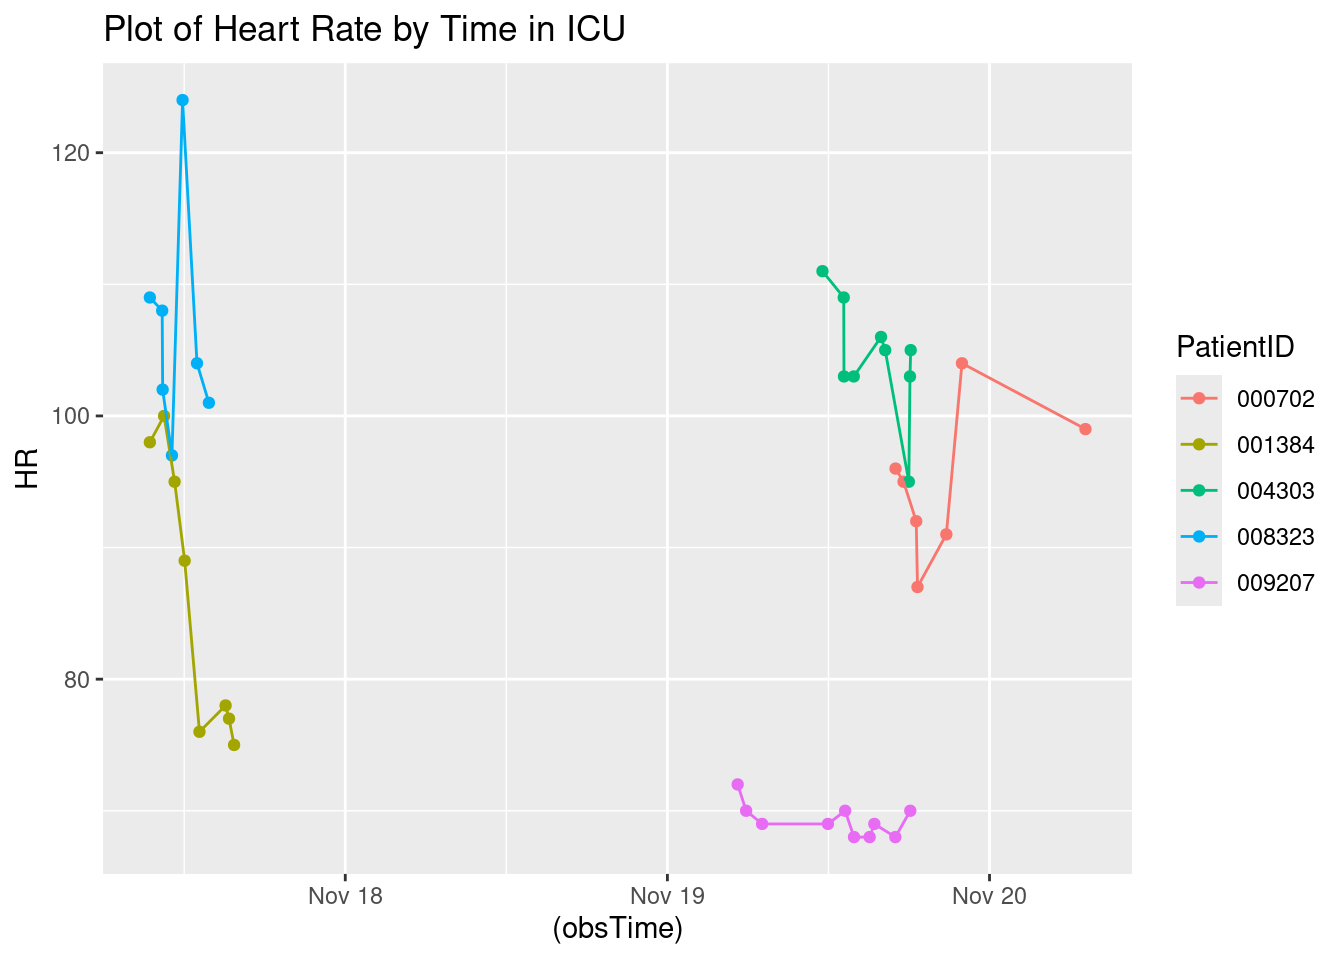 Plot of Heart Rate by Time in ICU
120
100
80
HR
Nov 18
Nov 19
Nov 20
(obsTime)
PatientID
000702
001384
004303
008323
009207